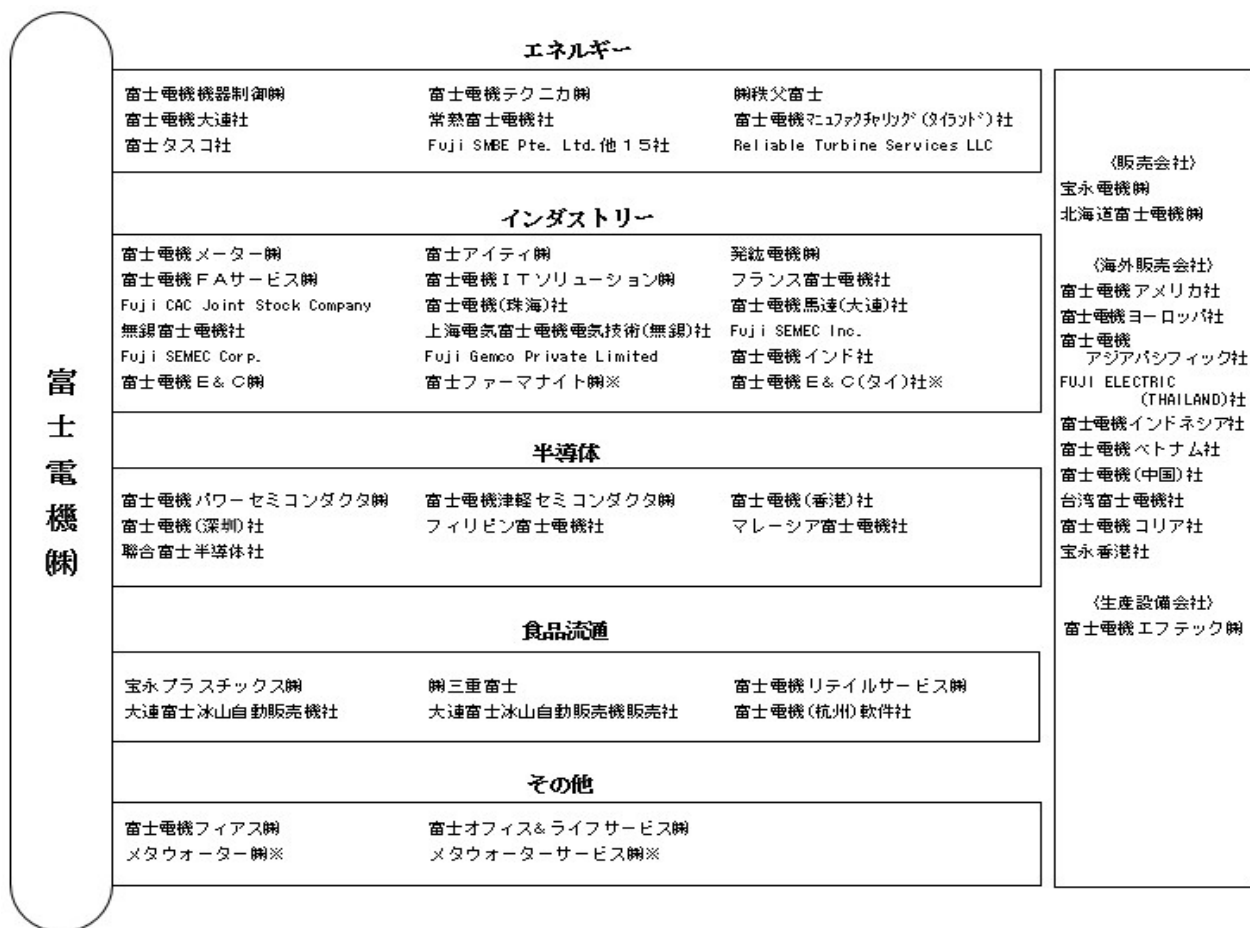 富士電機㈱
エネルギー
富士電機機器制御㈱ 富士電機テクニカ㈱ ㈱秩父富士
富士電機大連社 常熟富士電機社 富士電機ﾏﾆｭﾌｧｸﾁｬﾘﾝｸﾞ(ﾀｲﾗﾝﾄﾞ)社
富士タスコ社 Fuji SMBE Pte. Ltd.他１５社 Reliable Turbine Services LLC
インダストリー
富士電機メーター㈱ 富士アイティ㈱ 発紘電機㈱
富士電機ＦＡサービス㈱ 富士電機ＩＴソリューション㈱ フランス富士電機社
Fuji CAC Joint Stock Company 富士電機(珠海)社 富士電機馬達(大連)社
無錫富士電機社 上海電気富士電機電気技術(無錫)社 Fuji SEMEC Inc.
Fuji SEMEC Corp. Fuji Gemco Private Limited 富士電機インド社
富士電機Ｅ＆Ｃ㈱ 富士ファーマナイト㈱※ 富士電機Ｅ＆Ｃ(タイ)社※
半導体
富士電機パワーセミコンダクタ㈱ 富士電機津軽セミコンダクタ㈱ 富士電機(香港)社
富士電機(深圳)社 フィリピン富士電機社 マレーシア富士電機社
聯合富士半導体社
食品流通
宝永プラスチックス㈱ ㈱三重富士 富士電機リテイルサービス㈱
大連富士冰山自動販売機社 大連富士冰山自動販売機販売社 富士電機(杭州)軟件社
その他
富士電機フィアス㈱ 富士オフィス&ライフサービス㈱
メタウォーター㈱※ メタウォーターサービス㈱※
〈販売会社〉
宝永電機㈱
北海道富士電機㈱
〈海外販売会社〉
富士電機アメリカ社
富士電機ヨーロッパ社
富士電機
アジアパシフィック社
FUJI ELECTRIC
(THAILAND)社
富士電機インドネシア社
富士電機ベトナム社
富士電機(中国)社
台湾富士電機社
富士電機コリア社
宝永香港社
〈生産設備会社〉
富士電機エフテック㈱